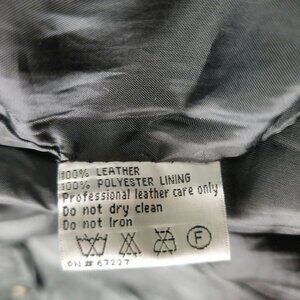 100% LEATHER
100% POLYESTER LINING
Professional leather care only
Do not dry clean
Do not Iron
F
RN # 67227